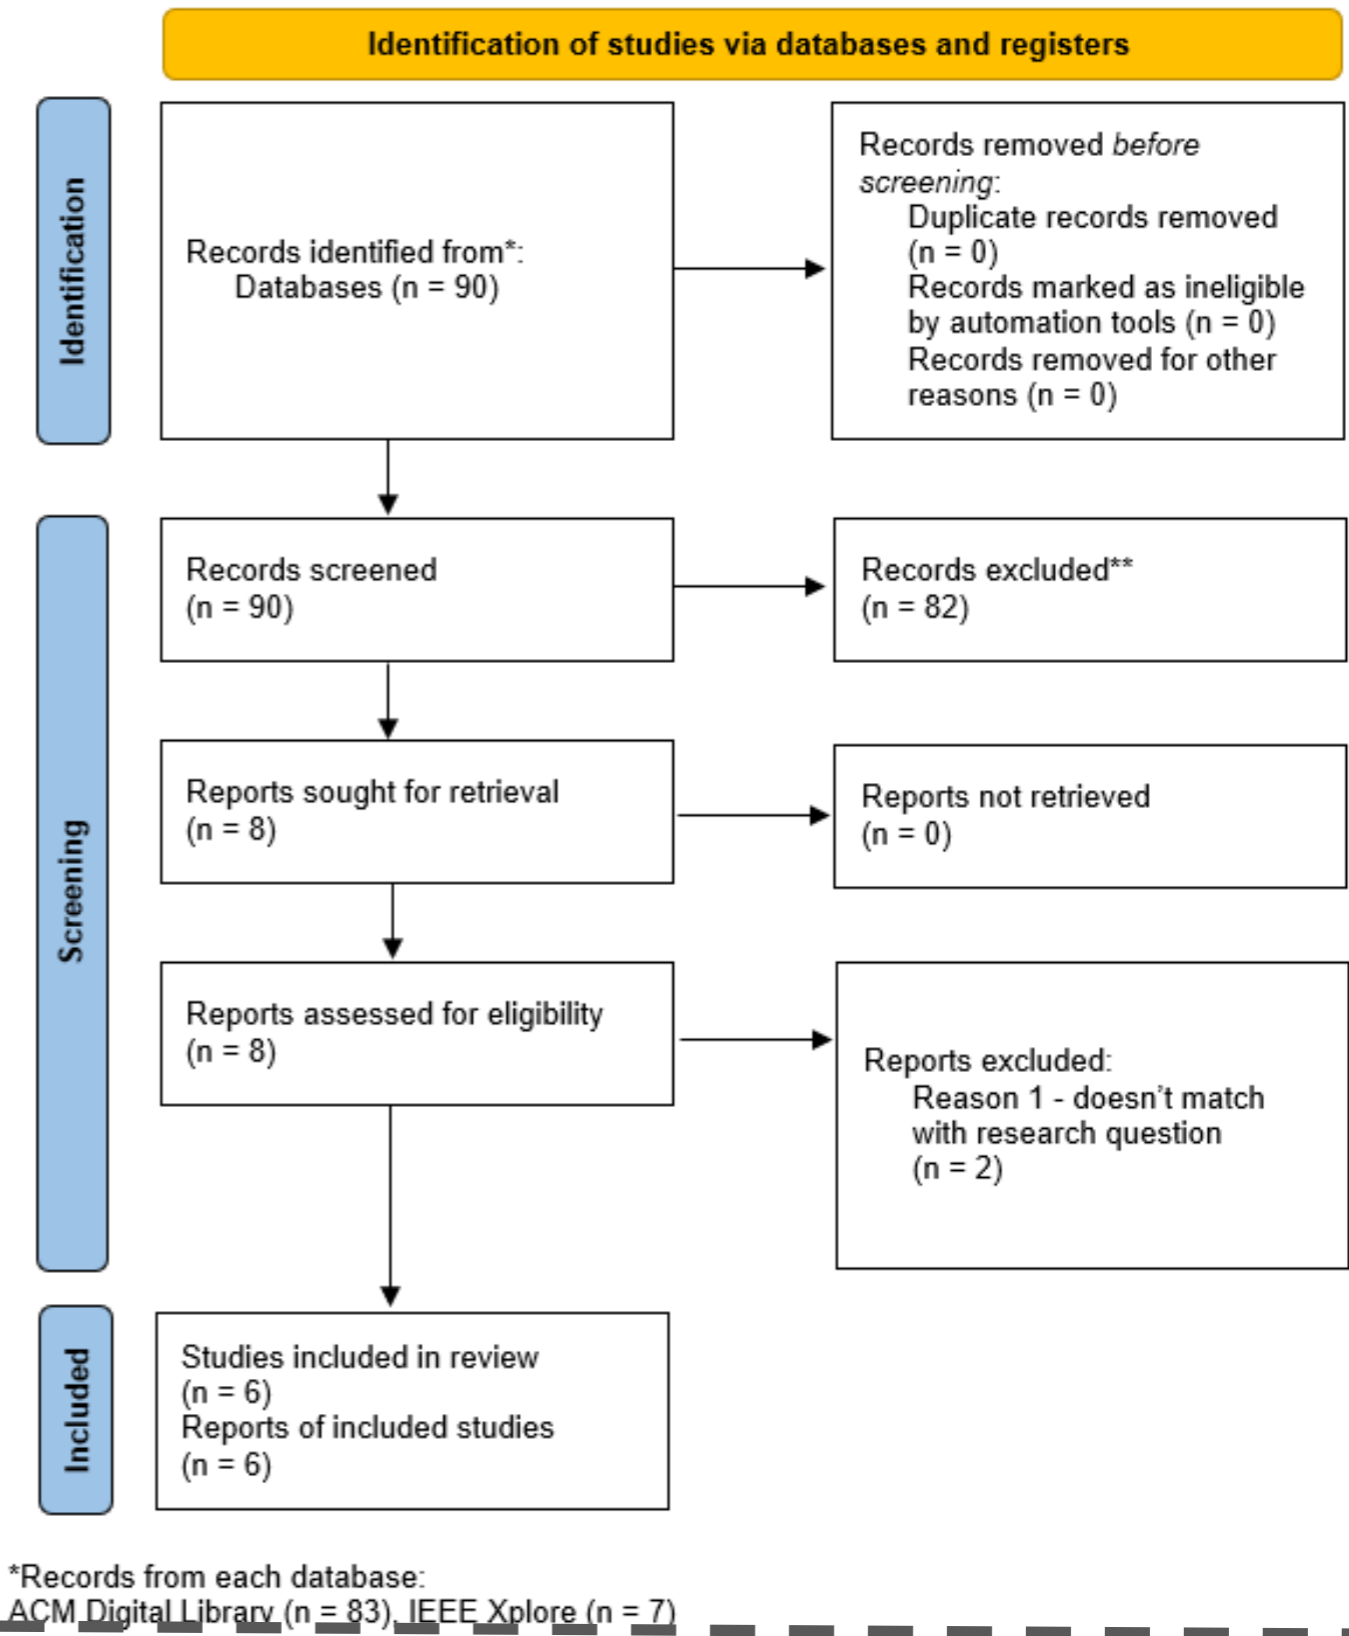 Identification of studies via databases and registers
Identification
Records identified from*:
Databases (n = 90)
Records removed before
screening:
Duplicate records removed
(n = 0)
Records marked as ineligible
by automation tools (n = 0)
Records removed for other
reasons (n = 0)
Screening
Records screened
(n = 90)
Records excluded**
(n = 82)
Reports sought for retrieval
(n = 8)
Reports not retrieved
(n = 0)
Reports assessed for eligibility
(n = 8)
Reports excluded:
Reason 1 - doesn’t match
with research question
(n = 2)
Included
Studies included in review
(n = 6)
Reports of included studies
(n = 6)
*Records from each database:
ACM Digital Library (n = 83), IEEE Xplore (n = 7)